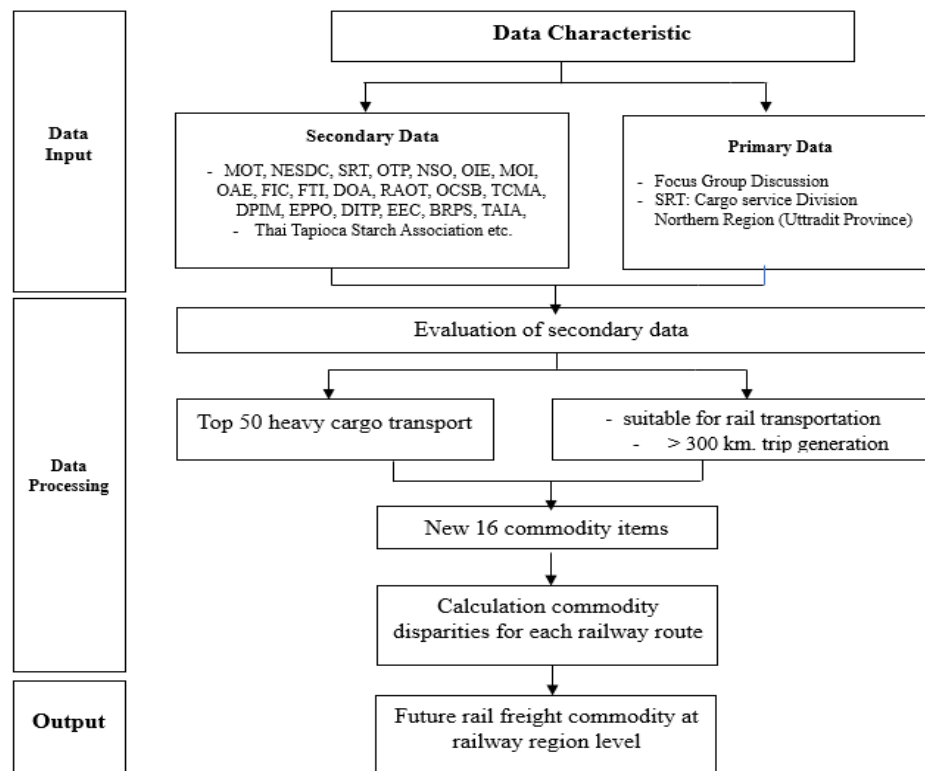 Data Characteristic
Data
Input
Secondary Data
- MOT, NESDC, SRT, OTP, NSO, OIE, MOI,
OAE, FIC, FTI, DOA, RAOT, OCSB, TCMA,
DPIM, EPPO, DITP, EEC, BRPS, TAIA,
- Thai Tapioca Starch Association etc.
Primary Data
- Focus Group Discussion
- SRT: Cargo service Division
Northern Region (Uttradit Province)
Data
Processing
Evaluation of secondary data
Top 50 heavy cargo transport
- suitable for rail transportation
- > 300 km. trip generation
New 16 commodity items
Calculation commodity
disparities for each railway route
Output
Future rail freight commodity at
railway region level